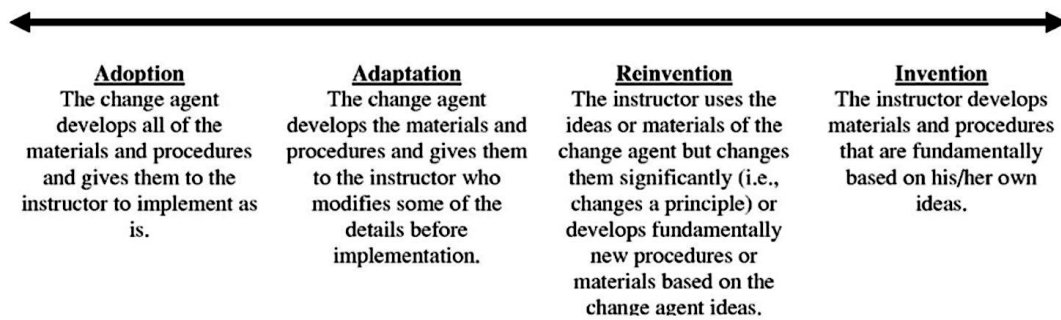 Adoption
The change agent
develops all of the
materials and procedures
and gives them to the
instructor to implement as
is.
Adaptation
The change agent
develops the materials and
procedures and gives them
to the instructor who
modifies some of the
details before
implementation.
Reinvention
The instructor uses the
ideas or materials of the
change agent but changes
them significantly (i.e.,
changes a principle) or
develops fundamentally
new procedures or
materials based on the
change agent ideas.
Invention
The instructor develops
materials and procedures
that are fundamentally
based on his/her own
ideas.